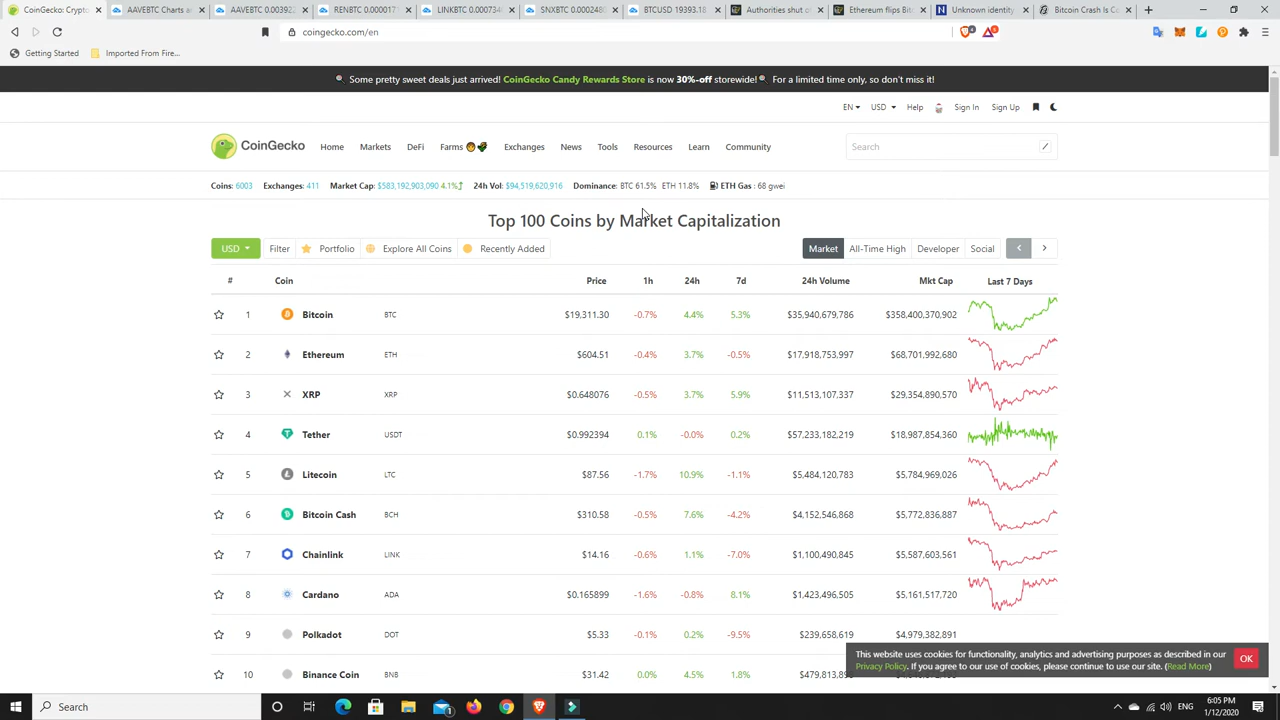 CoinGecko: Crypto
AAVEBTC Charts a
AAVEBTC 0.003923
RENBTC 0.0000171
LINKBTC 0.000734
SNXBTC 0.0002480
BTCUSD 19393.18
Authorities shut o
Ethereum flips Bit
Unknown identity
Bitcoin Crash Is C
coingecko.com/en
Getting Started
Imported From Fire...
Some pretty sweet deals just arrived! CoinGecko Candy Rewards Store is now 30%-off storewide! For a limited time only, so don't miss it!
EN USD Help Sign In Sign Up
CoinGecko Home Markets DeFi Farms Exchanges News Tools Resources Learn Community Search /
Coins: 6003 Exchanges: 411 Market Cap: $583,192,903,090 4.1% 24h Vol: $94,519,620,916 Dominance: BTC 61.5% ETH 11.8% ETH Gas : 68 gwei
Top 100 Coins by Market Capitalization
USD Filter Portfolio Explore All Coins Recently Added Market All-Time High Developer Social < >
# Coin Price 1h 24h 7d 24h Volume Mkt Cap Last 7 Days
1 Bitcoin BTC $19,311.30 -0.7% 4.4% 5.3% $35,940,679,786 $358,400,370,902
2 Ethereum ETH $604.51 -0.4% 3.7% -0.5% $17,918,753,997 $68,701,992,680
3 XRP XRP $0.648076 -0.5% 3.7% 5.9% $11,513,107,337 $29,354,890,570
4 Tether USDT $0.992394 0.1% -0.0% 0.2% $57,233,182,219 $18,987,854,360
5 Litecoin LTC $87.56 -1.7% 10.9% -1.1% $5,484,120,783 $5,784,969,026
6 Bitcoin Cash BCH $310.58 -0.5% 7.6% -4.2% $4,152,546,868 $5,772,836,887
7 Chainlink LINK $14.16 -0.6% 1.1% -7.0% $1,100,490,845 $5,587,603,561
8 Cardano ADA $0.165899 -1.6% -0.8% 8.1% $1,423,496,505 $5,161,517,720
9 Polkadot DOT $5.33 -0.1% 0.2% -9.5% $239,658,619 $4,979,382,891
10 Binance Coin BNB $31.42 0.0% 4.5% 1.8%
This website uses cookies for functionality, analytics and advertising purposes as described in our
Privacy Policy. If you agree to our use of cookies, please continue to use our site. (Read More)
OK
Search
ENG
6:05 PM
1/12/2020